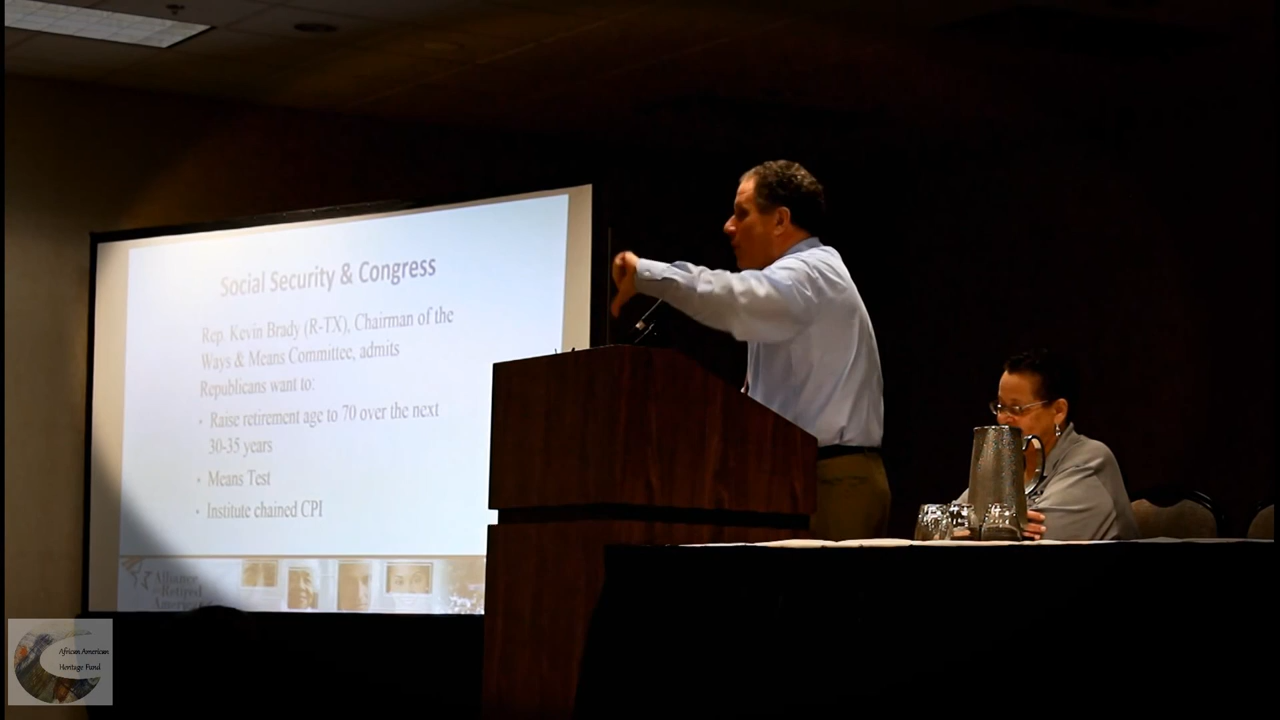 Social Security & Congress
Rep. Kevin Brady (R-TX), Chairman of the
Ways & Means Committee, admits
Republicans want to:
• Raise retirement age to 70 over the next
30-35 years
• Means Test
• Institute chained CPI
Alliance
Retired
African American
Heritage Fund